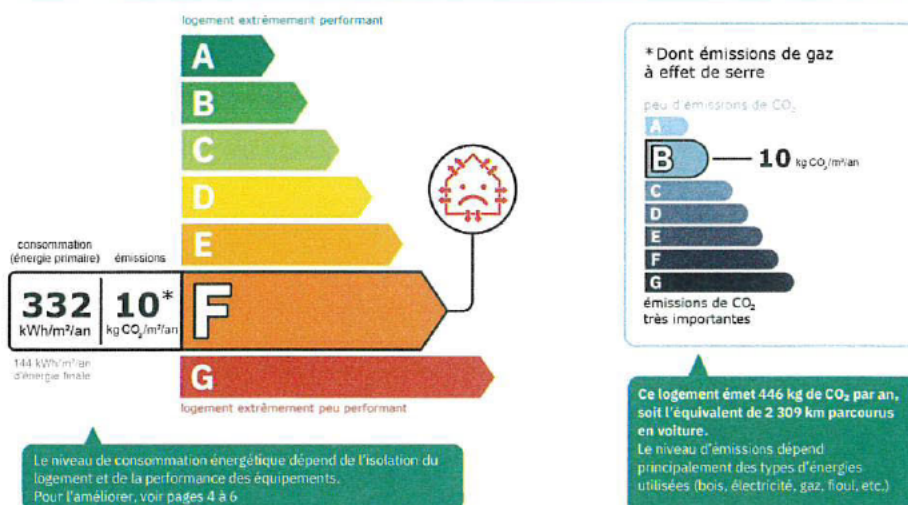 logement extrêmement performant
A
B
C
D
E
consommation
(énergie primaire)
émissions
332
kWh/m²/an
10*
kg CO₂/m²/an
F
144 kWh/m²/an
d'énergie finale
G
logement extrêmement peu performant
Le niveau de consommation énergétique dépend de l'isolation du
logement et de la performance des équipements.
Pour l'améliorer, voir pages 4 à 6
*Dont émissions de gaz
à effet de serre
peu d'émissions de CO₂
A
B
10 kg CO₂/m²/an
C
D
E
F
G
émissions de CO₂
très importantes
Ce logement émet 446 kg de CO₂ par an,
soit l'équivalent de 2 309 km parcourus
en voiture.
Le niveau d'émissions dépend
principalement des types d'énergies
utilisées (bois, électricité, gaz, fioul, etc.)